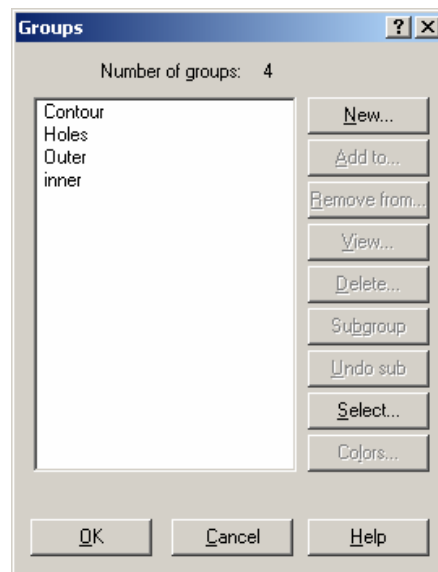 Groups
Number of groups: 4
Contour
Holes
Outer
inner
New...
Add to...
Remove from...
View...
Delete...
Subgroup
Undo sub
Select...
Colors...
OK
Cancel
Help